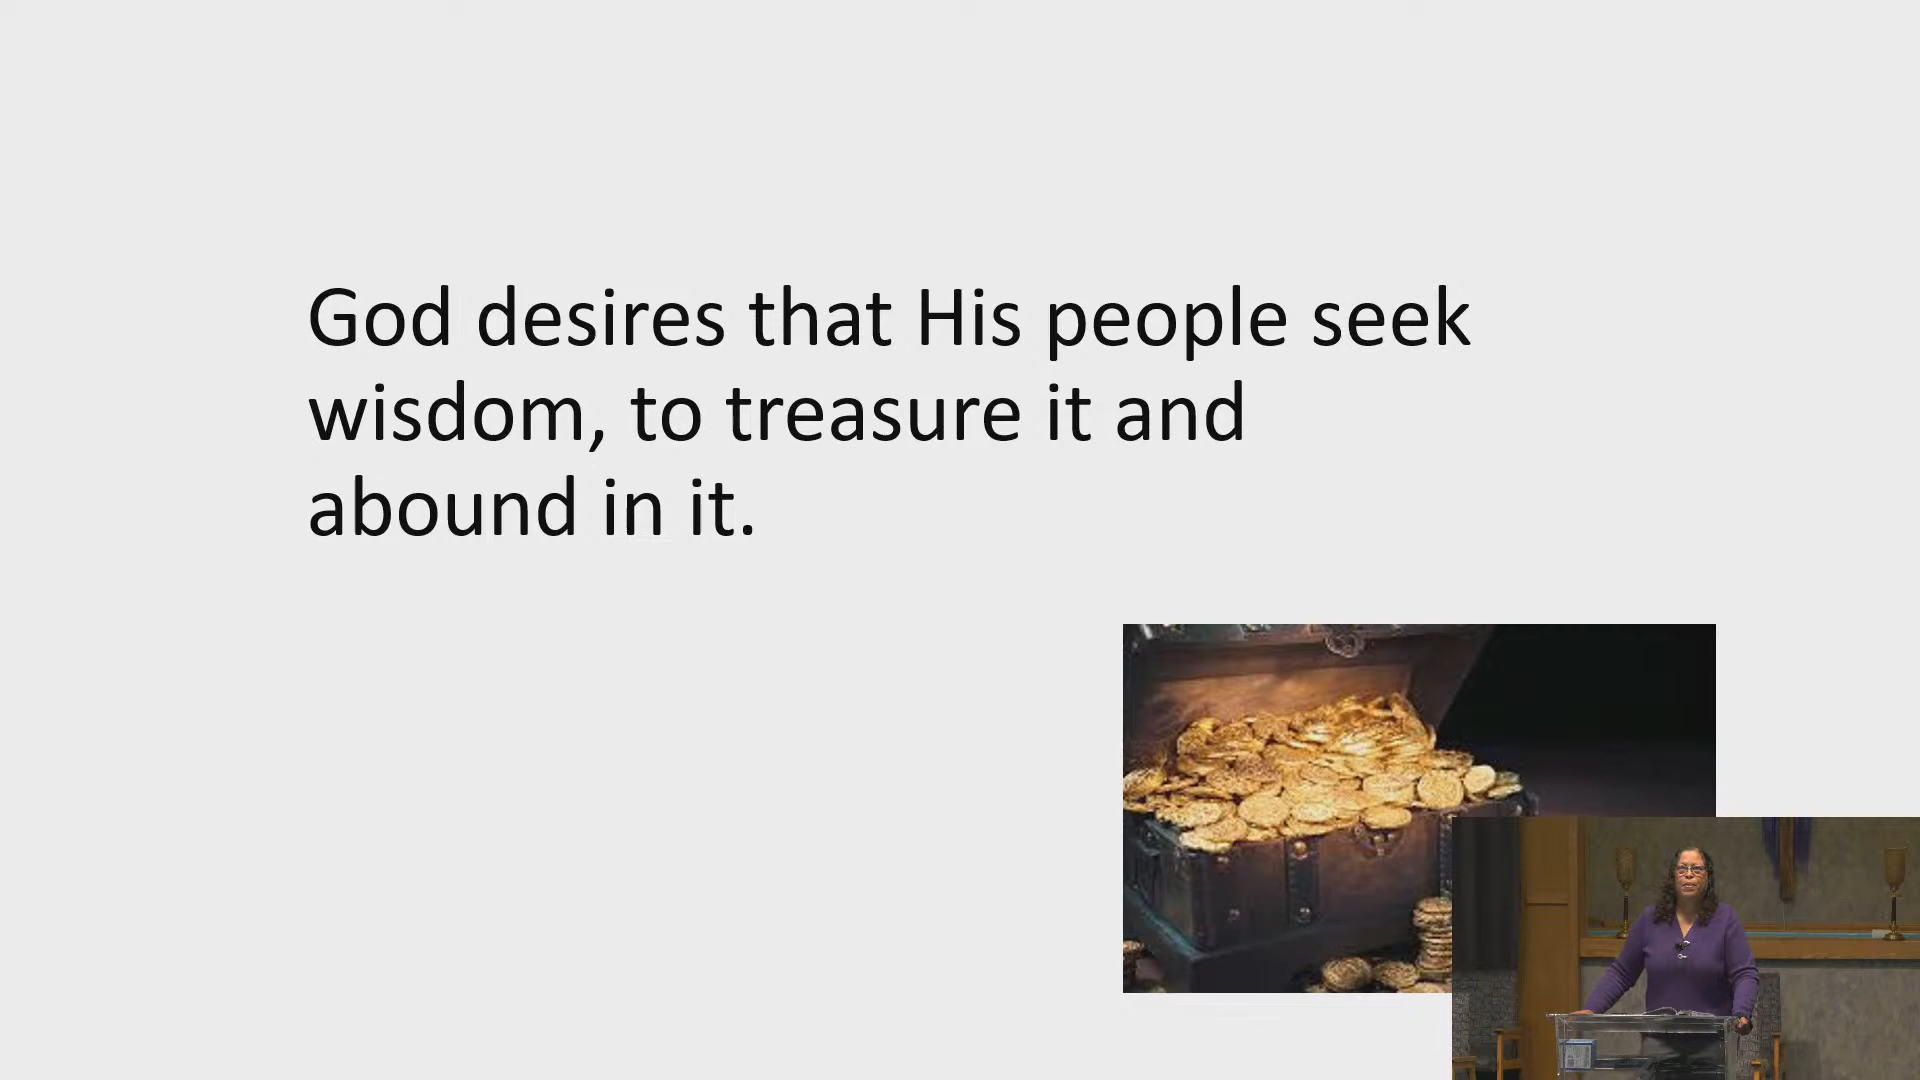 God desires that His people seek
wisdom, to treasure it and
abound in it.